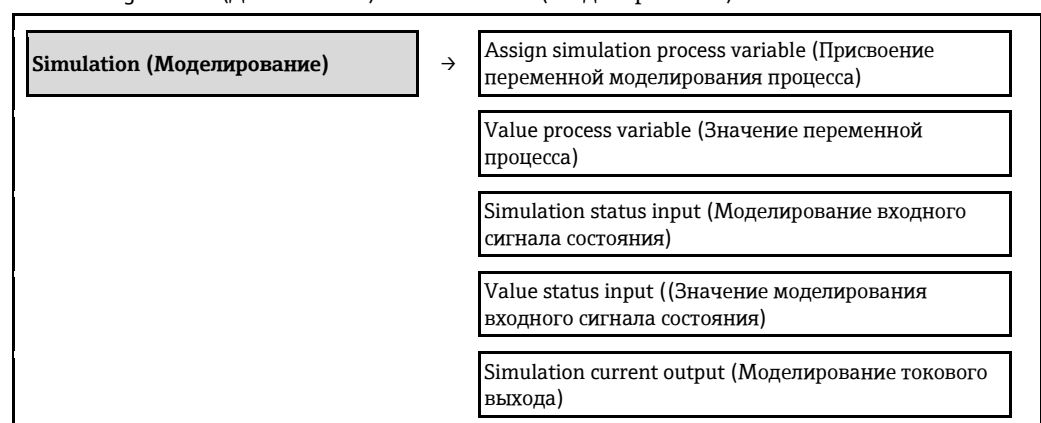 Simulation (Моделирование)
→
Assign simulation process variable (Присвоение
переменной моделирования процесса)
Value process variable (Значение переменной
процесса)
Simulation status input (Моделирование входного
сигнала состояния)
Value status input ((Значение моделирования
входного сигнала состояния)
Simulation current output (Моделирование токового
выхода)